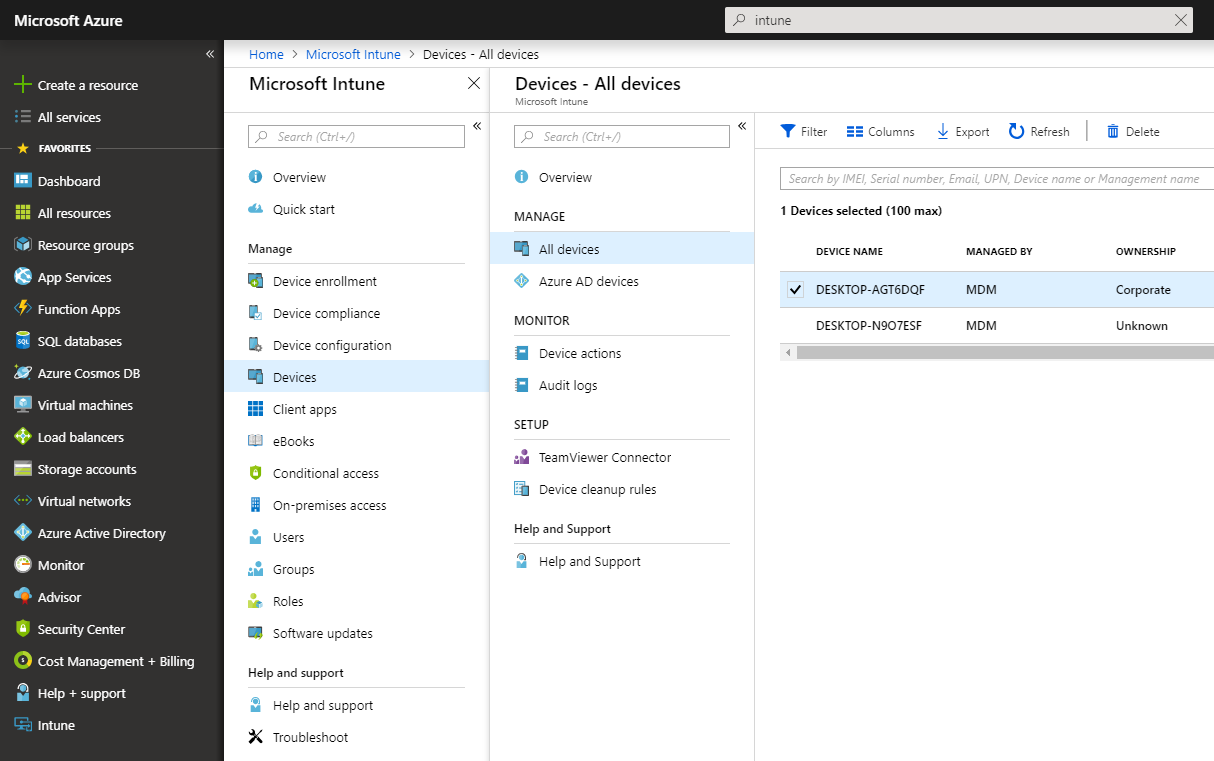 Microsoft Azure
intune
Home > Microsoft Intune > Devices - All devices
Create a resource
All services
FAVORITES
Dashboard
All resources
Resource groups
App Services
Function Apps
SQL databases
Azure Cosmos DB
Virtual machines
Load balancers
Storage accounts
Virtual networks
Azure Active Directory
Monitor
Advisor
Security Center
Cost Management + Billing
Help + support
Intune
Microsoft Intune
Search (Ctrl+/)
Overview
Quick start
Manage
Device enrollment
Device compliance
Device configuration
Devices
Client apps
eBooks
Conditional access
On-premises access
Users
Groups
Roles
Software updates
Help and support
Help and support
Troubleshoot
Devices - All devices
Microsoft Intune
Search (Ctrl+/)
Overview
MANAGE
All devices
Azure AD devices
MONITOR
Device actions
Audit logs
SETUP
TeamViewer Connector
Device cleanup rules
Help and Support
Help and Support
Filter Columns Export Refresh Delete
Search by IMEI, Serial number, Email, UPN, Device name or Management name
1 Devices selected (100 max)
DEVICE NAME MANAGED BY OWNERSHIP
DESKTOP-AGT6DQF MDM Corporate
DESKTOP-N9O7ESF MDM Unknown